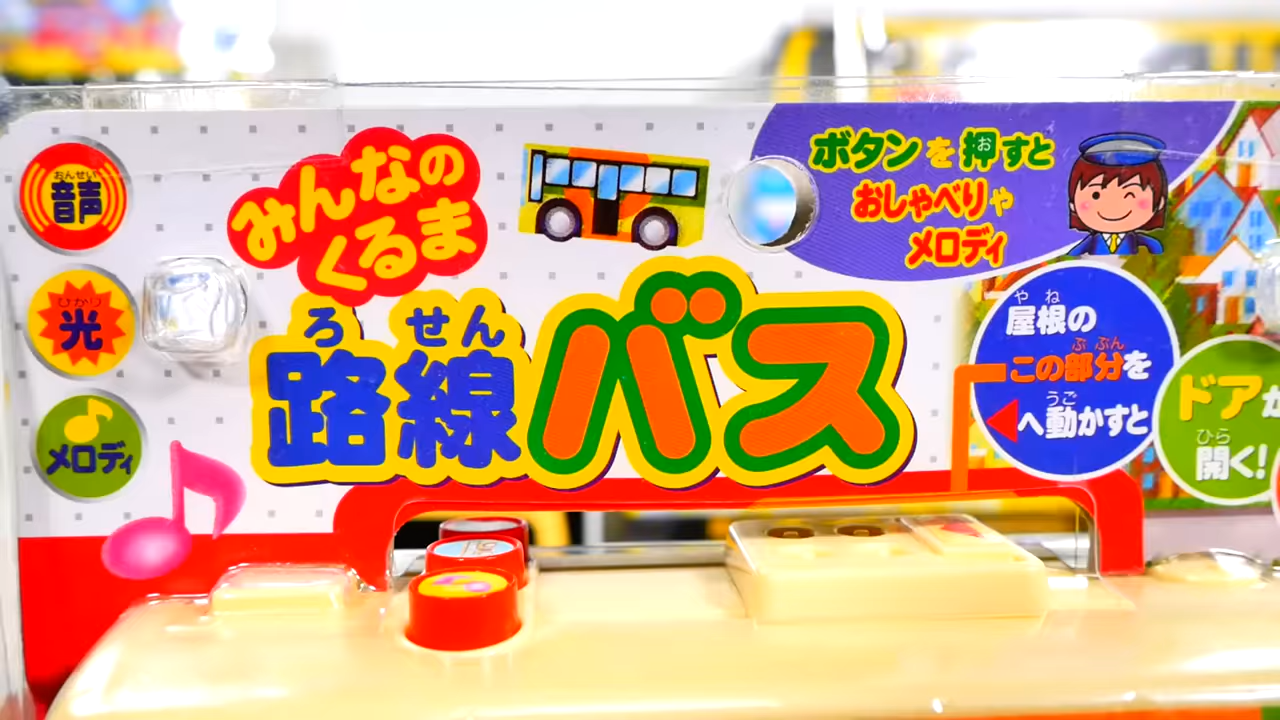 おんせい
音声
ひかり
光
メロディ
みんなの
くるま
ろせん
路線バス
ボタンを押すと
お
おしゃべりや
メロディ
やね
屋根の
ぶぶん
この部分を
うご
へ動かすと
ドアが
ひら
開く!